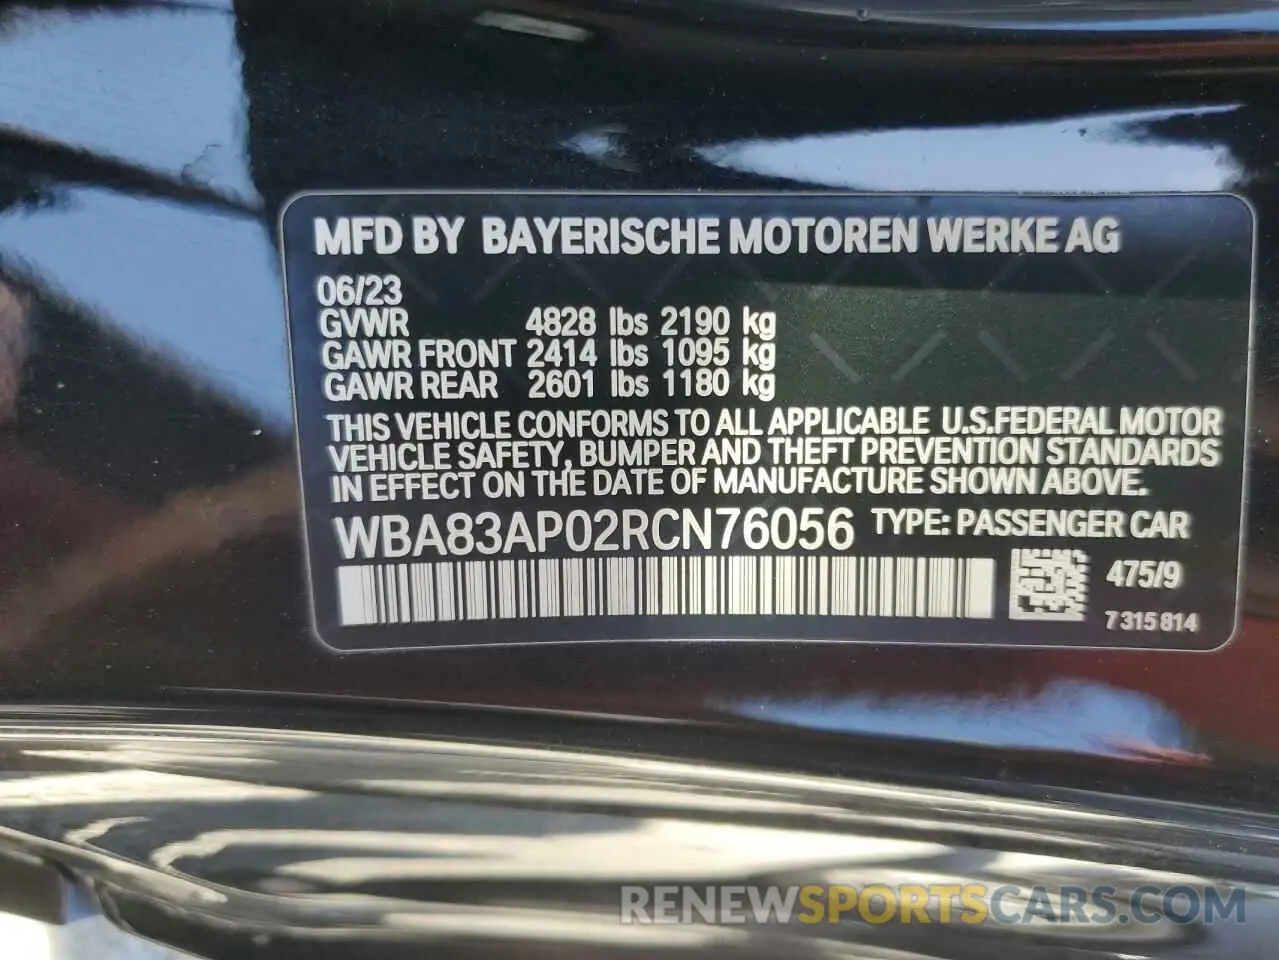 MFD BY BAYERISCHE MOTOREN WERKE AG
06/23
GVWR 4828 lbs 2190 kg
GAWR FRONT 2414 lbs 1095 kg
GAWR REAR 2601 lbs 1180 kg
THIS VEHICLE CONFORMS TO ALL APPLICABLE U.S.FEDERAL MOTOR
VEHICLE SAFETY, BUMPER AND THEFT PREVENTION STANDARDS
IN EFFECT ON THE DATE OF MANUFACTURE SHOWN ABOVE.
WBA83AP02RCN76056 TYPE: PASSENGER CAR
475/9
7 315 814
RENEWSPORTSCARS.COM